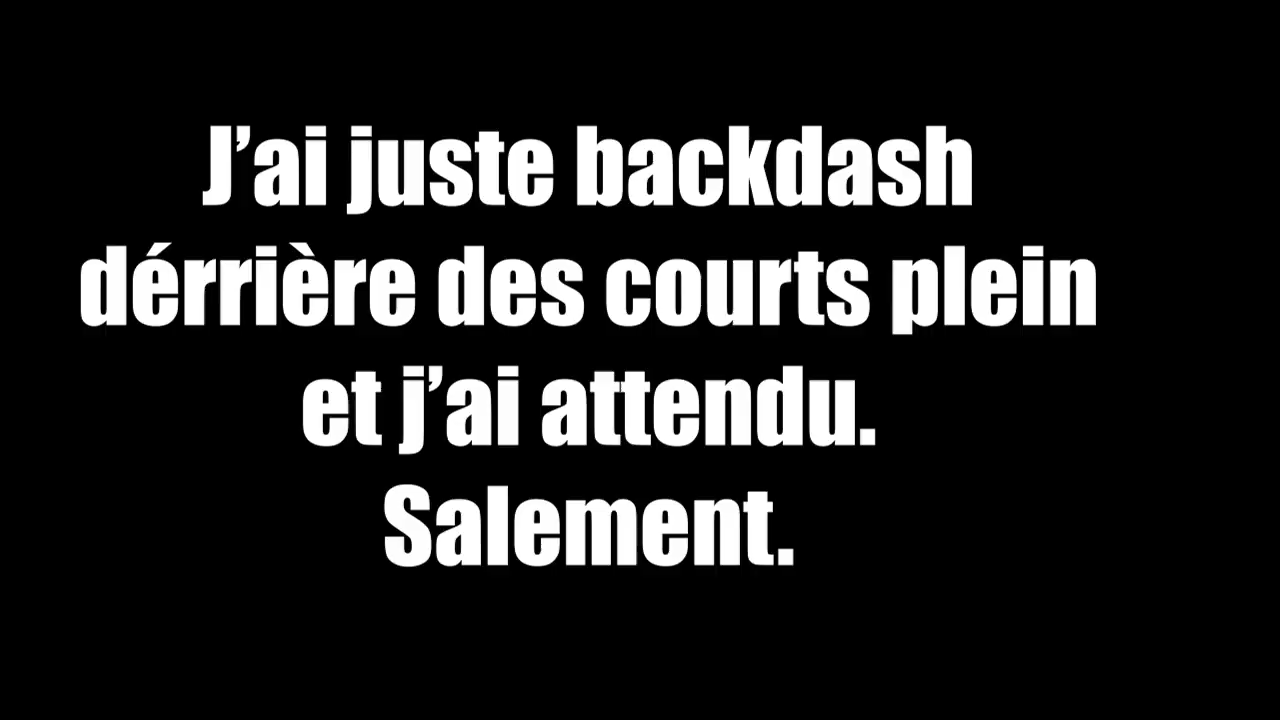 J’ai juste backdash
dérrière des courts plein
et j’ai attendu.
Salement.